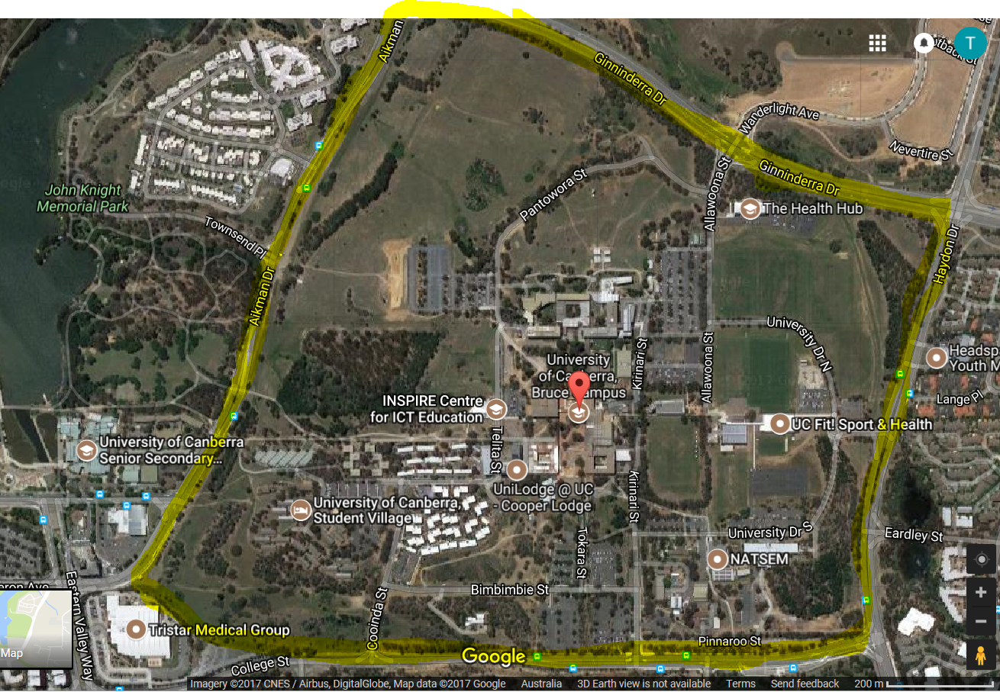 Aikman
T
Ginninderra Dr
Wanderlight Ave
Nevertire St
Ginninderra Dr
Allawoona St
Pantowora St
The Health Hub
John Knight
Memorial Park
Townsend Pl
Aikman Dr
Haydon Dr
University Dr N
Kirinari St
Allawoona St
University
of Canberra,
Bruce Campus
Headsp
Youth M
Lange Pl
INSPIRE Centre
for ICT Education
UC Fit! Sport & Health
Telita St
University of Canberra
Senior Secondary...
UniLodge @ UC
- Cooper Lodge
Kirinari St
University of Canberra,
Student Village
University Dr S
Eardley St
Tokara St
NATSEM
Eastern Valley Way
Bimbimbie St
Cooinda St
Tristar Medical Group
Pinnaroo St
Map
College St
Google
Imagery ©2017 CNES / Airbus, DigitalGlobe, Map data ©2017 Google Australia 3D Earth view is not available Terms Send feedback 200 m